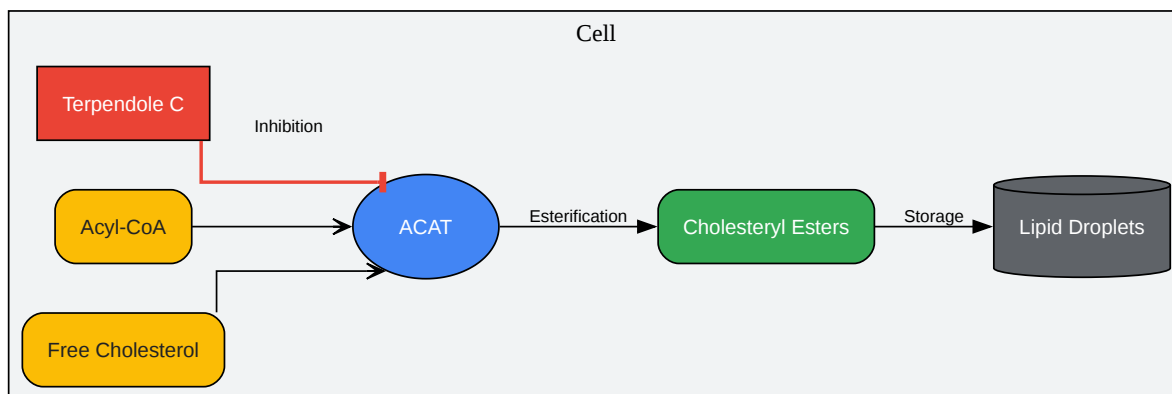 Cell
Terpendole C
Inhibition
Acyl-CoA
ACAT
Esterification
Cholesteryl Esters
Storage
Lipid Droplets
Free Cholesterol